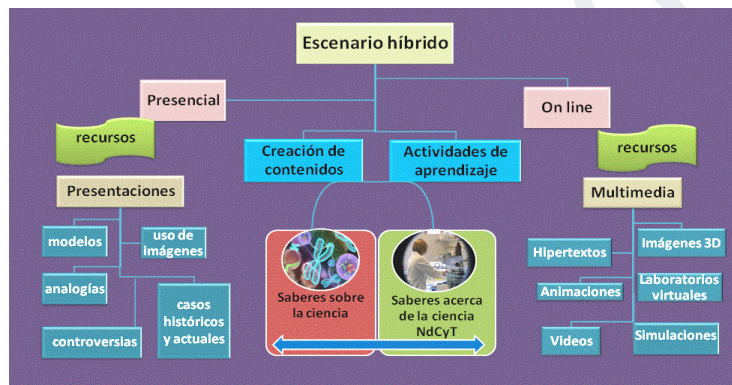 Escenario híbrido
Presencial
On line
recursos
recursos
Creación de
contenidos
Actividades de
aprendizaje
Presentaciones
Multimedia
modelos
uso de
imágenes
analogías
casos
históricos
y actuales
controversias
Saberes sobre
la ciencia
Saberes acerca
de la ciencia
NdCyT
Hipertextos
Imágenes 3D
Animaciones
Laboratorios
virtuales
Videos
Simulaciones